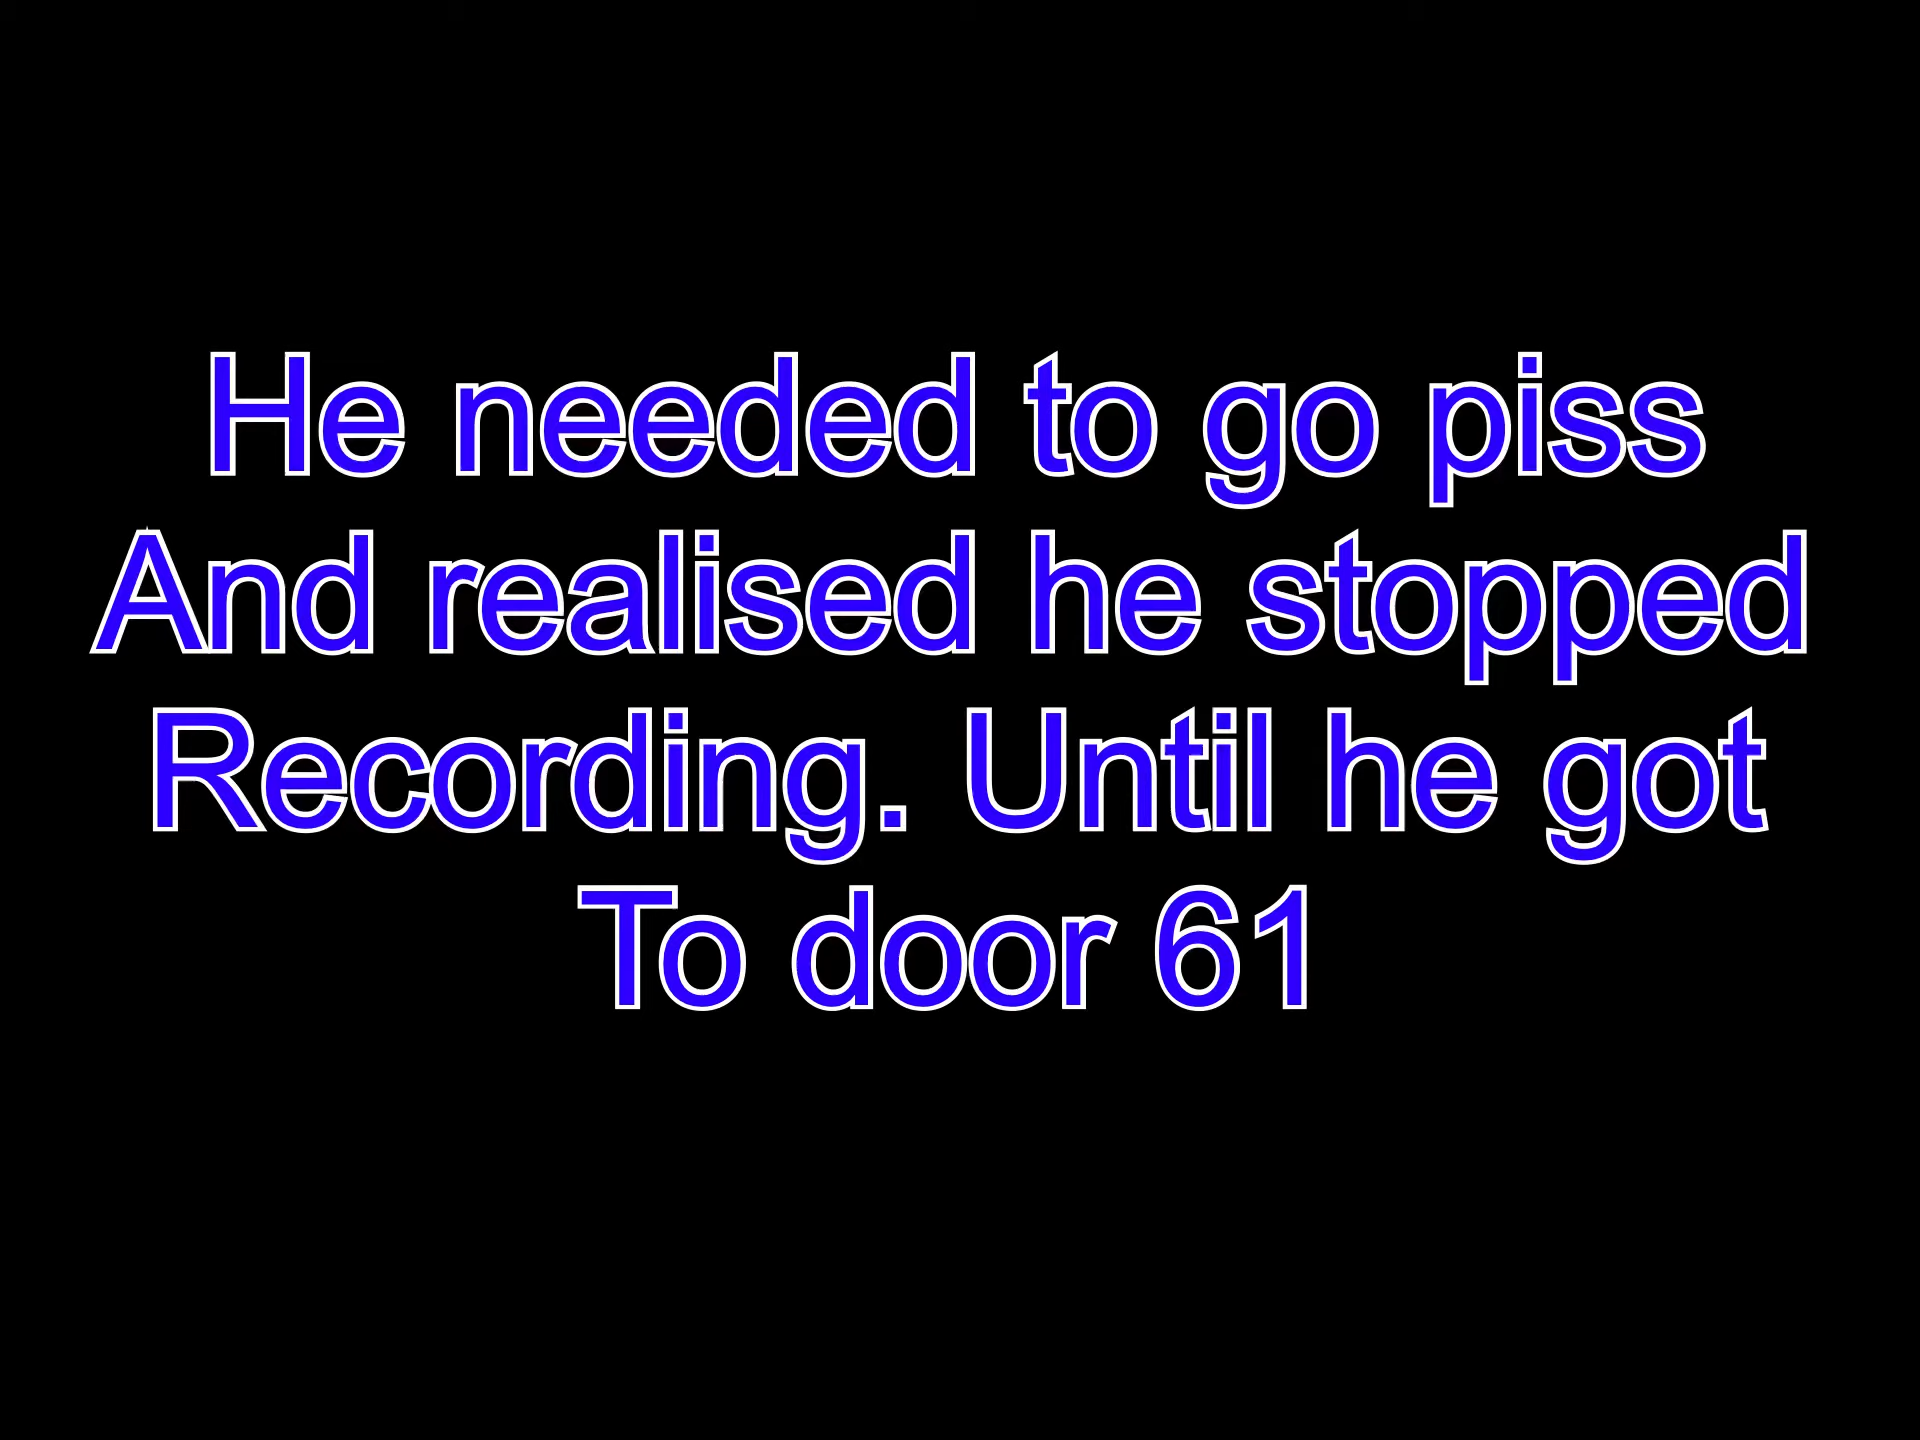 He needed to go piss
And realised he stopped
Recording. Until he got
To door 61